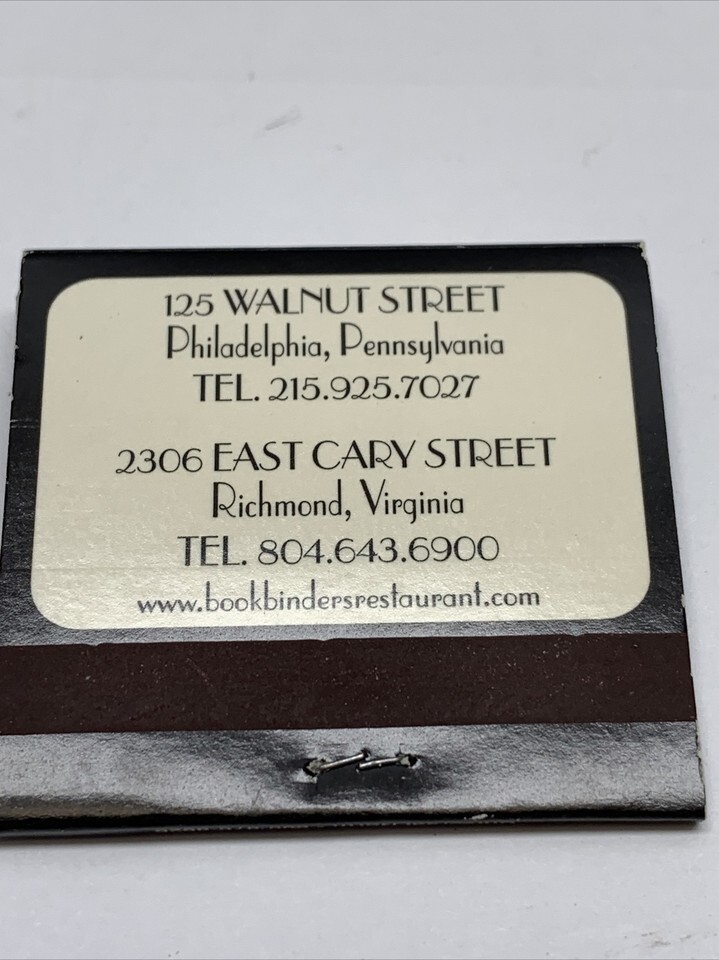 125 WALNUT STREET
Philadelphia, Pennsylvania
TEL. 215.925.7027
2306 EAST CARY STREET
Richmond, Virginia
TEL. 804.643.6900
www.bookbindersrestaurant.com